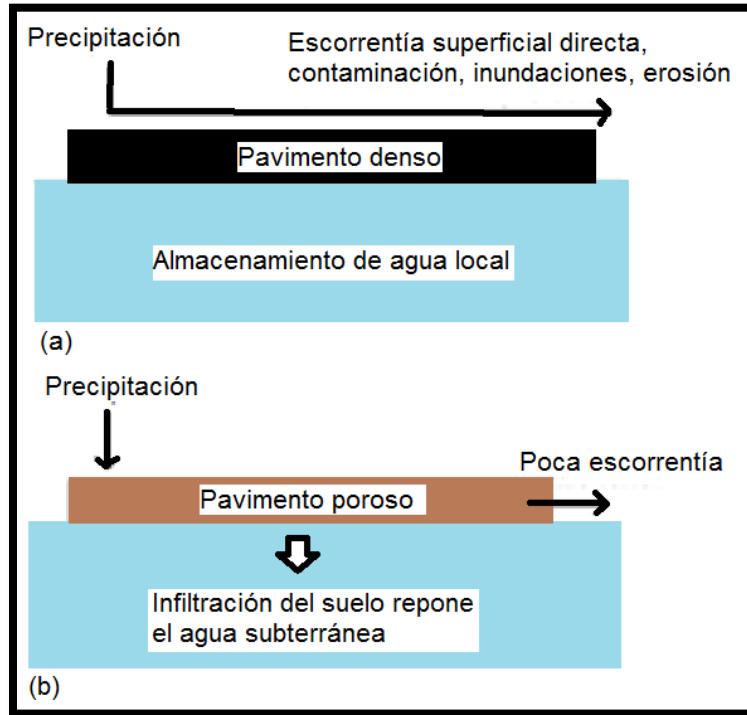 Precipitación
Escorrentía superficial directa,
contaminación, inundaciones, erosión
Pavimento denso
Almacenamiento de agua local
(a)
Precipitación
Poca escorrentía
Pavimento poroso
Infiltración del suelo repone
el agua subterránea
(b)